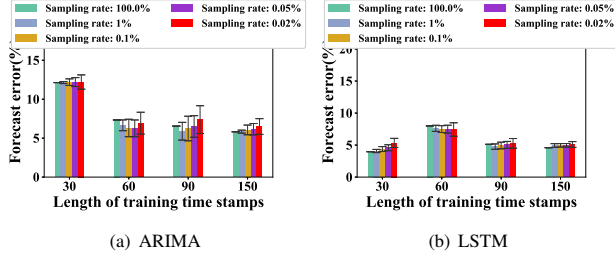 Sampling rate: 100.0%
Sampling rate: 1%
Sampling rate: 0.1%
Sampling rate: 0.05%
Sampling rate: 0.02%
Forecast error(%
15
10
5
0
30 60 90 150
Length of training time stamps
(a) ARIMA
Sampling rate: 100.0%
Sampling rate: 1%
Sampling rate: 0.1%
Sampling rate: 0.05%
Sampling rate: 0.02%
Forecast error(%
20
15
10
5
0
30 60 90 150
Length of training time stamps
(b) LSTM